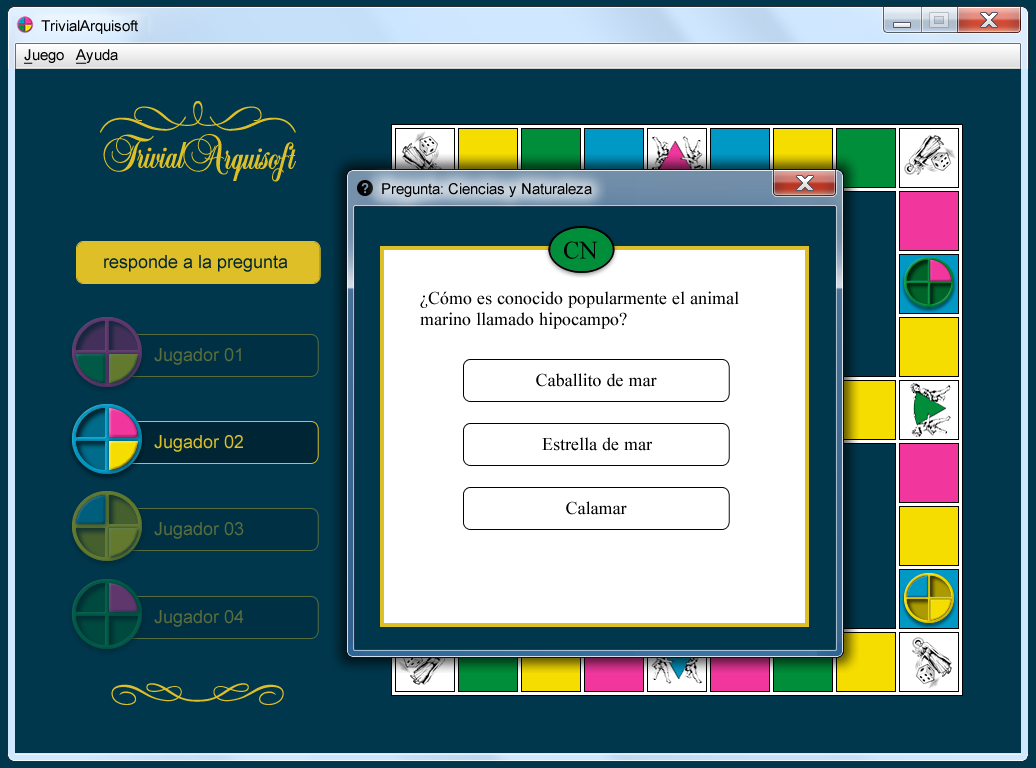 TrivialArquisoft
Juego Ayuda
TrivialArquisoft
responde a la pregunta
Jugador 01
Jugador 02
Jugador 03
Jugador 04
? Pregunta: Ciencias y Naturaleza
CN
¿Cómo es conocido popularmente el animal
marino llamado hipocampo?
Caballito de mar
Estrella de mar
Calamar